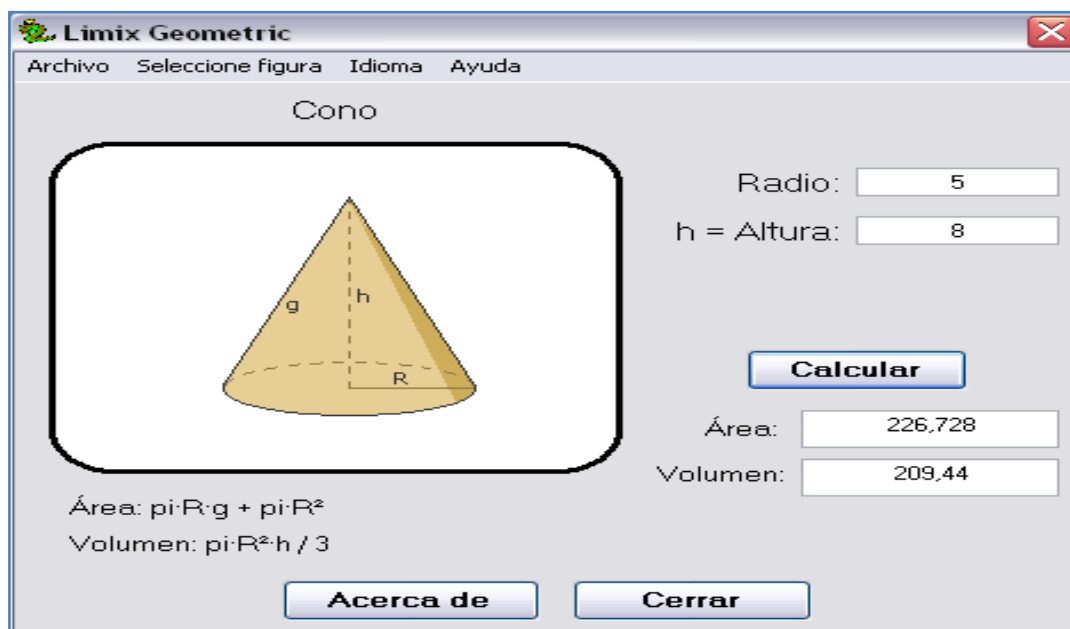 Limix Geometric
Archivo Seleccione figura Idioma Ayuda
Cono
g
h
R
Radio: 5
h = Altura: 8
Calcular
Área: 226,728
Volumen: 209,44
Área: pi·R·g + pi·R²
Volumen: pi·R²·h / 3
Acerca de Cerrar